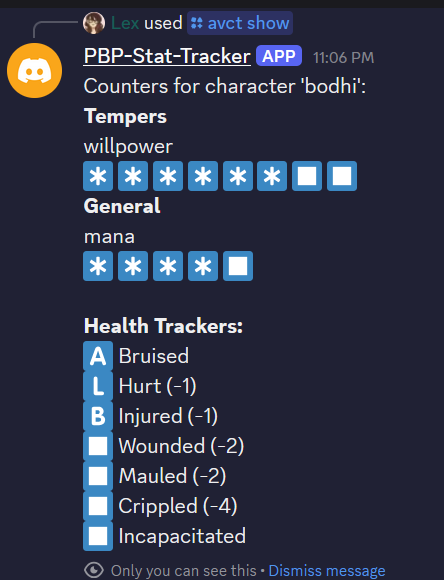 Lex used avct show
PBP-Stat-Tracker APP 11:06 PM
Counters for character 'bodhi':
Tempers
willpower
General
mana
Health Trackers:
A Bruised
L Hurt (-1)
B Injured (-1)
Wounded (-2)
Mauled (-2)
Crippled (-4)
Incapacitated
Only you can see this • Dismiss message